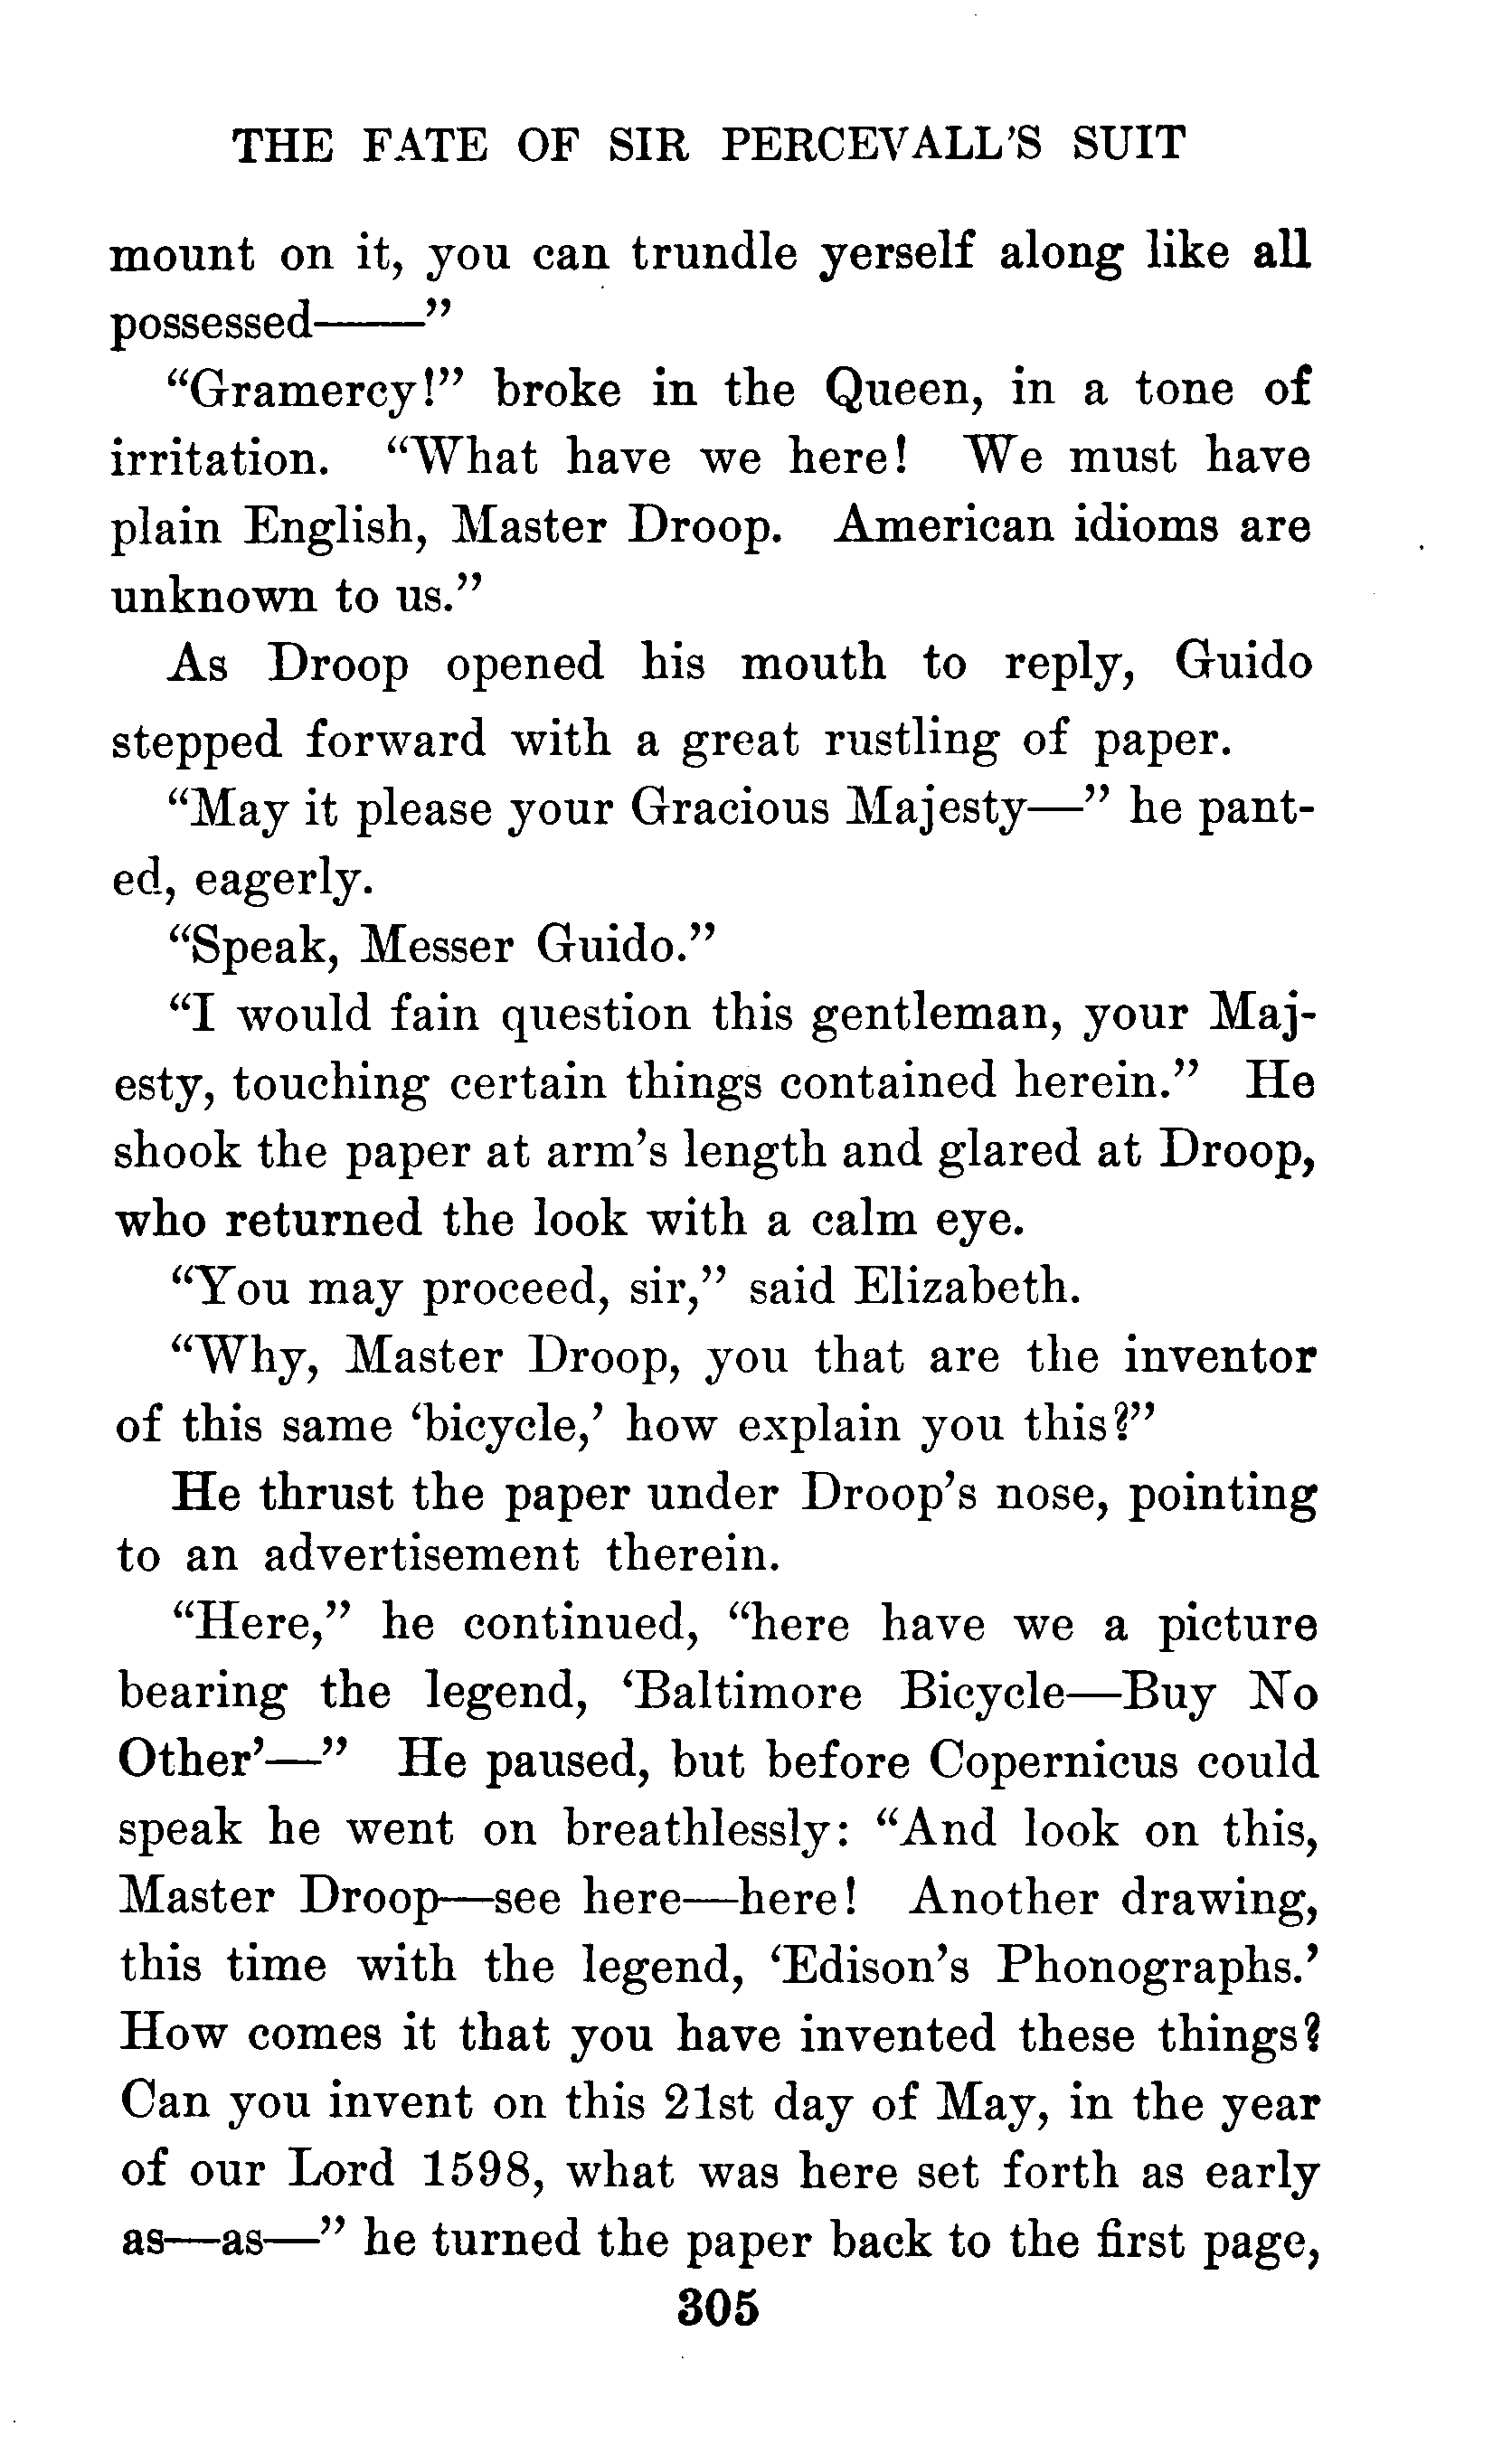 THE FATE OF SIR PERCEVALL'S SUIT
mount on it, you can trundle yerself along like all
possessed——"
"Gramercy!" broke in the Queen, in a tone of
irritation. "What have we here! We must have
plain English, Master Droop. American idioms are
unknown to us."
As Droop opened his mouth to reply, Guido
stepped forward with a great rustling of paper.
"May it please your Gracious Majesty—" he pant-
ed, eagerly.
"Speak, Messer Guido."
"I would fain question this gentleman, your Maj-
esty, touching certain things contained herein." He
shook the paper at arm's length and glared at Droop,
who returned the look with a calm eye.
"You may proceed, sir," said Elizabeth.
"Why, Master Droop, you that are the inventor
of this same 'bicycle,' how explain you this?"
He thrust the paper under Droop's nose, pointing
to an advertisement therein.
"Here," he continued, "here have we a picture
bearing the legend, 'Baltimore Bicycle—Buy No
Other'—" He paused, but before Copernicus could
speak he went on breathlessly: "And look on this,
Master Droop—see here—here! Another drawing,
this time with the legend, 'Edison's Phonographs.'
How comes it that you have invented these things?
Can you invent on this 21st day of May, in the year
of our Lord 1598, what was here set forth as early
as—as—" he turned the paper back to the first page,
305